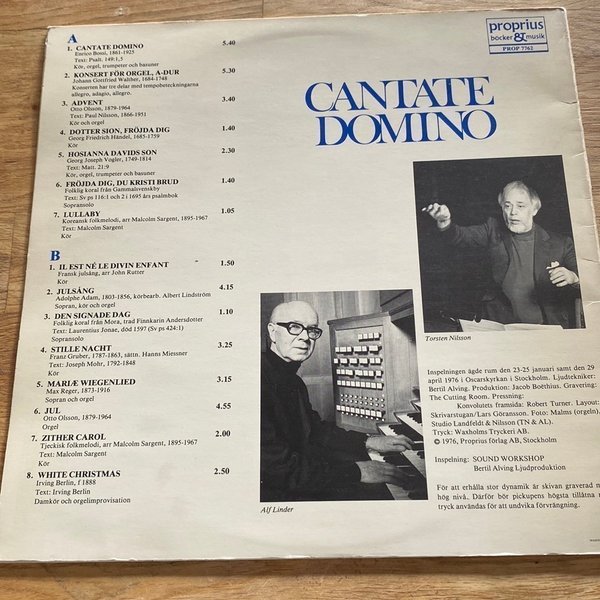 A
1. CANTATE DOMINO 5.40
Enrico Bossi, 1861-1925
Text: Psalt. 149:1,5
Kör, orgel, trumpeter och basuner
2. KONSERT FÖR ORGEL, A-DUR 5.30
Johann Gottfried Walther, 1684-1748
Konserten har tre delar med tempobeteckningarna
allegro, adagio, allegro.
3. ADVENT 3.40
Otto Olsson, 1879-1964
Text: Paul Nilsson, 1866-1951
Kör och orgel
4. DOTTER SION, FRÖJDA DIG 1.40
Georg Friedrich Händel, 1685-1759
Kör
5. HOSIANNA DAVIDS SON 2.30
Georg Joseph Vogler, 1749-1814
Text: Matt. 21:9
Kör, orgel, trumpeter och basuner
6. FRÖJDA DIG, DU KRISTI BRUD 1.40
Folklig koral från Gammalsvenskby
Text: Sv ps 116:1 och 2 i 1695 års psalmbok
Sopransolo
7. LULLABY 1.05
Koreansk folkmelodi, arr Malcolm Sargent, 1895-1967
Text: Malcolm Sargent
Kör
B
1. IL EST NÉ LE DIVIN ENFANT 1.50
Fransk julsång, arr John Rutter
Kör
2. JULSÅNG 4.15
Adolphe Adam, 1803-1856, körbearb. Albert Lindström
Sopran, kör och orgel
3. DEN SIGNADE DAG 1.10
Folklig koral från Mora, trad Finnkarin Andersdotter
Text: Laurentius Jonae, död 1597 (Sv ps 424:1)
Sopransolo
4. STILLE NACHT 3.25
Franz Gruber, 1787-1863, sättn. Hanns Miessner
Text: Joseph Mohr, 1792-1848
Kör
5. MARIÆ WIEGENLIED 3.15
Max Reger, 1873-1916
Sopran och orgel
6. JUL 4.55
Otto Olsson, 1879-1964
Orgel
7. ZITHER CAROL 2.00
Tjeckisk folkmelodi, arr Malcolm Sargent, 1895-1967
Text: Malcolm Sargent
Kör
8. WHITE CHRISTMAS 2.50
Irving Berlin, f 1888
Text: Irving Berlin
Damkör och orgelimprovisation
proprius
böcker & musik
PROP 7762
CANTATE
DOMINO
Torsten Nilsson
Alf Linder
Inspelningen ägde rum den 23-25 januari samt den 29
april 1976 i Oscarskyrkan i Stockholm. Ljudtekniker:
Bertil Alving. Produktion: Jacob Boëthius. Gravering:
The Cutting Room. Pressning:
Konvolutets framsida: Robert Turner. Layout:
Skrivarstugan/Lars Göransson. Foto: Malms (orgeln),
Studio Landfeldt & Nilsson (TN & AL).
Tryck: Waxholms Tryckeri AB.
© 1976, Proprius förlag AB, Stockholm
Inspelning: SOUND WORKSHOP
Bertil Alving Ljudproduktion
För att erhålla stor dynamik är skivan graverad
hög nivå. Därför bör pickupens högsta tillåtna
tryck användas för att undvika förvrängning.